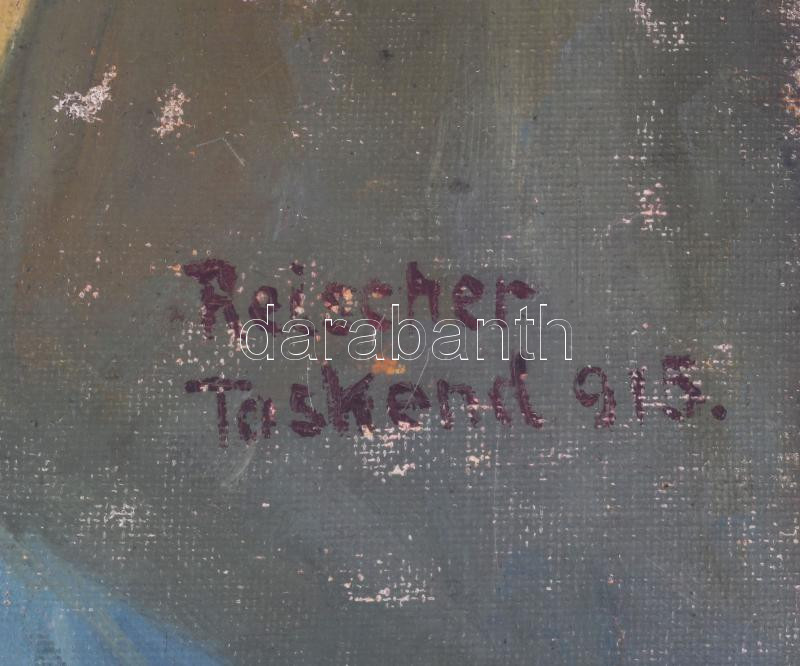 Reischer
darabanth
Taskend 915.